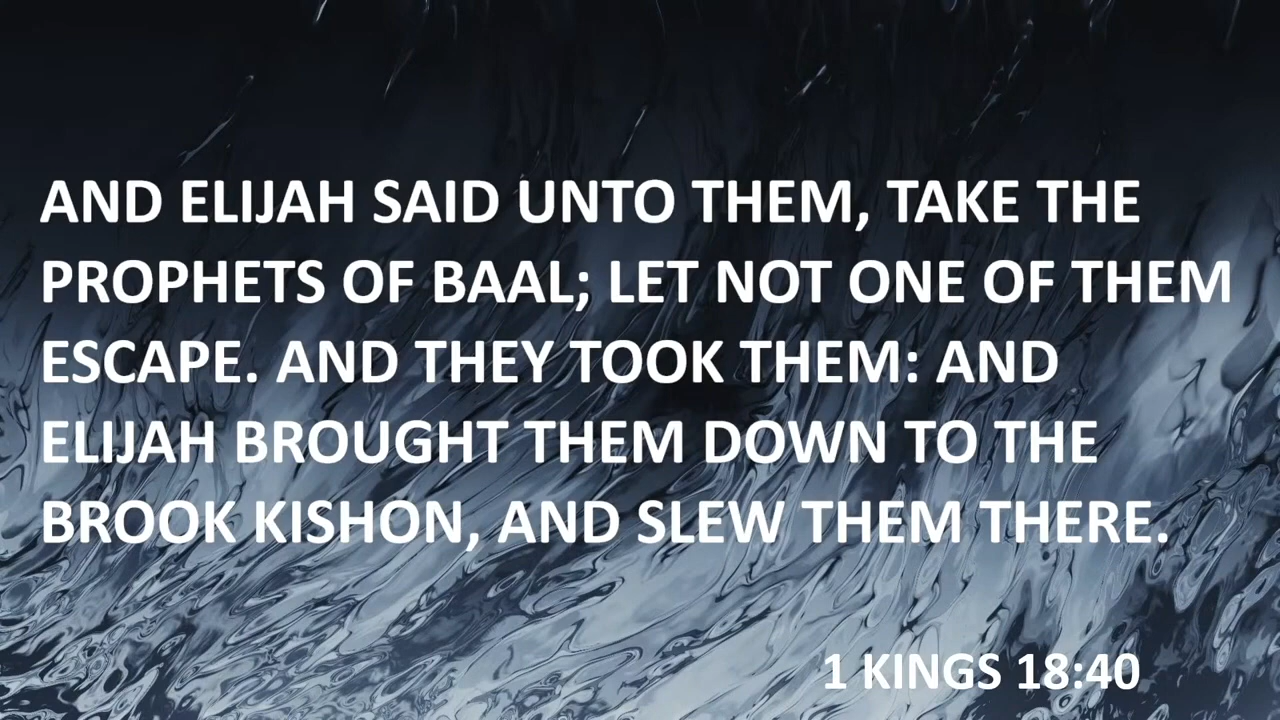 AND ELIJAH SAID UNTO THEM, TAKE THE
PROPHETS OF BAAL; LET NOT ONE OF THEM
ESCAPE. AND THEY TOOK THEM: AND
ELIJAH BROUGHT THEM DOWN TO THE
BROOK KISHON, AND SLEW THEM THERE.
1 KINGS 18:40